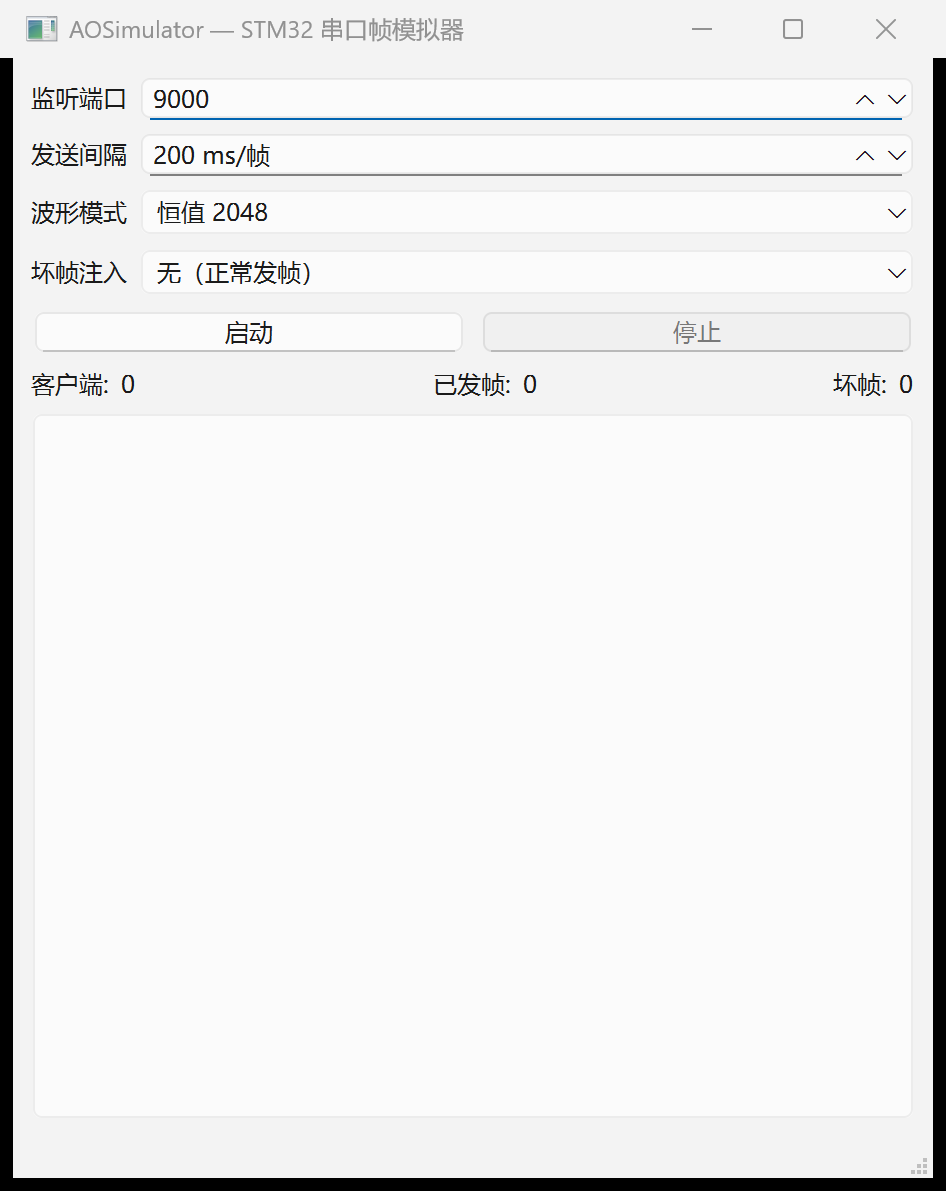 AOSimulator — STM32 串口帧模拟器
监听端口 9000
发送间隔 200 ms/帧
波形模式 恒值 2048
坏帧注入 无（正常发帧）
启动 停止
客户端: 0 已发帧: 0 坏帧: 0